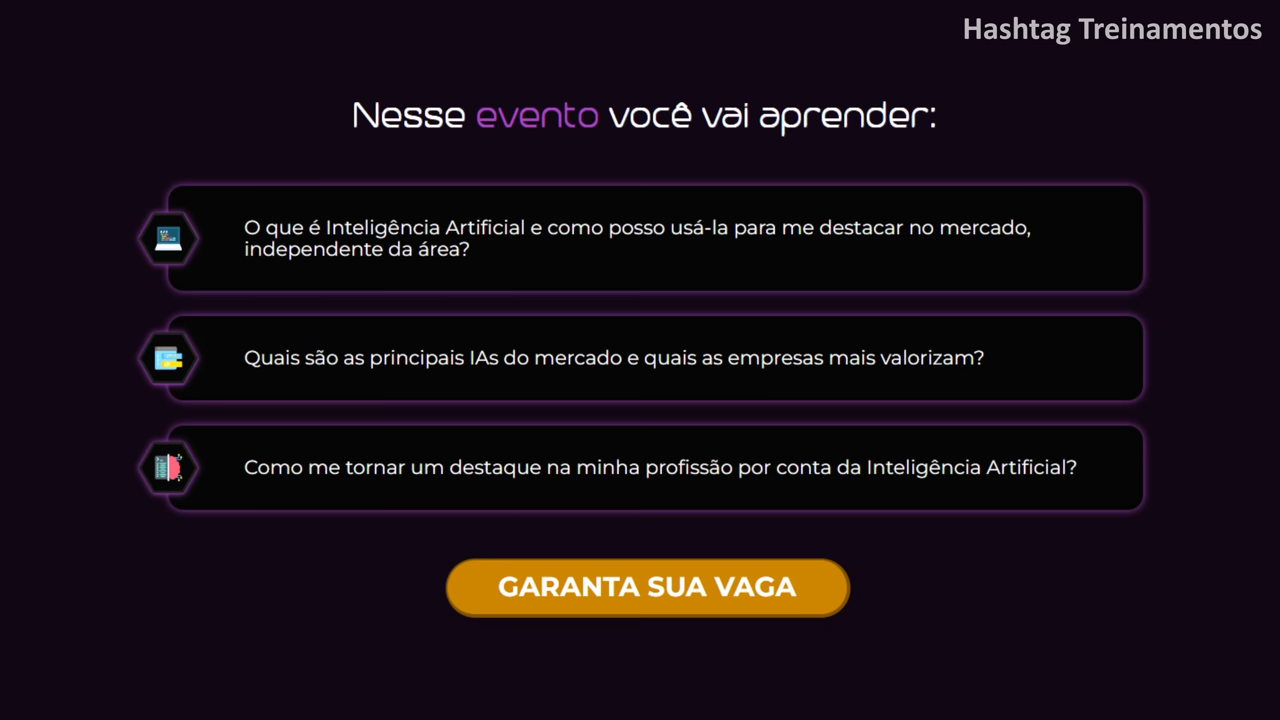 Hashtag Treinamentos
Nesse evento você vai aprender:
O que é Inteligência Artificial e como posso usá-la para me destacar no mercado,
independente da área?
Quais são as principais IAs do mercado e quais as empresas mais valorizam?
Como me tornar um destaque na minha profissão por conta da Inteligência Artificial?
GARANTA SUA VAGA